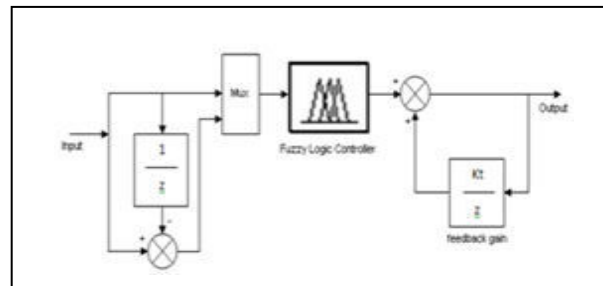 Mux
Input
1
z
-
+
Fuzzy Logic Controller
+
+
Output
Kt
z
feedback gain